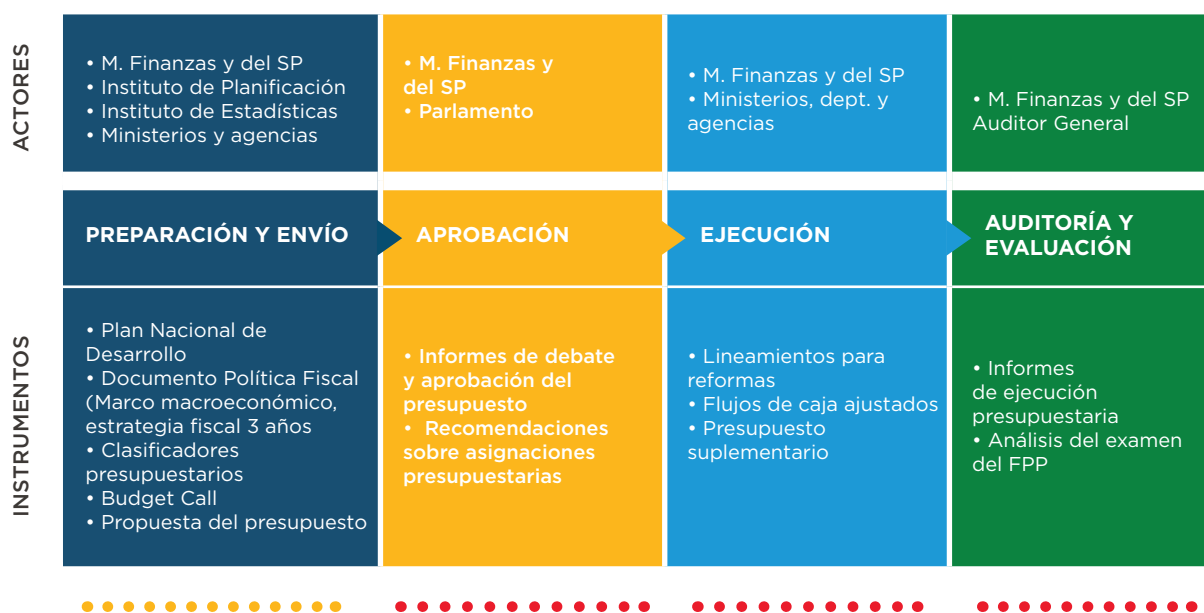 ACTORES
• M. Finanzas y del SP
• Instituto de Planificación
• Instituto de Estadísticas
• Ministerios y agencias
• M. Finanzas y
del SP
• Parlamento
• M. Finanzas y del SP
• Ministerios, dept. y
agencias
• M. Finanzas y del SP
Auditor General
PREPARACIÓN Y ENVÍO
APROBACIÓN
EJECUCIÓN
AUDITORÍA Y
EVALUACIÓN
INSTRUMENTOS
• Plan Nacional de
Desarrollo
• Documento Política Fiscal
(Marco macroeconómico,
estrategia fiscal 3 años
• Clasificadores
presupuestarios
• Budget Call
• Propuesta del presupuesto
• Informes de debate
y aprobación del
presupuesto
• Recomendaciones
sobre asignaciones
presupuestarias
• Lineamientos para
reformas
• Flujos de caja ajustados
• Presupuesto
suplementario
• Informes
de ejecución
presupuestaria
• Análisis del examen
del FPP